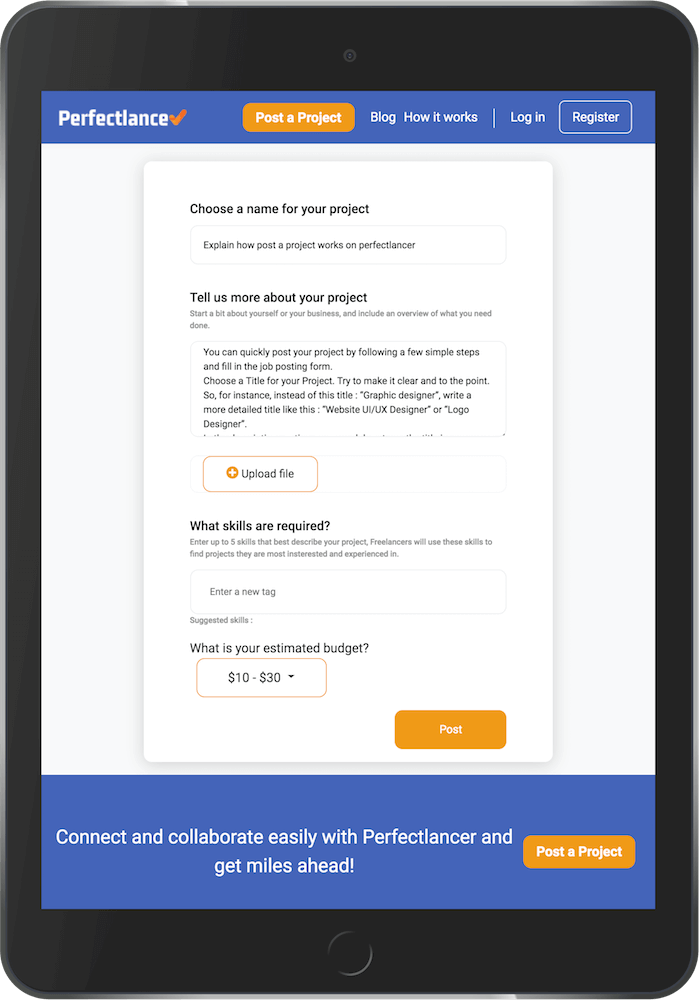 Perfectlance
Post a Project
Blog
How it works
Log in
Register
Choose a name for your project
Explain how post a project works on perfectlancer
Tell us more about your project
Start a bit about yourself or your business, and include an overview of what you need
done.
You can quickly post your project by following a few simple steps
and fill in the job posting form.
Choose a Title for your Project. Try to make it clear and to the point.
So, for instance, instead of this title : “Graphic designer”, write a
more detailed title like this : “Website UI/UX Designer” or “Logo
Designer”.
Upload file
What skills are required?
Enter up to 5 skills that best describe your project, Freelancers will use these skills to
find projects they are most insterested and experienced in.
Enter a new tag
Suggested skills :
What is your estimated budget?
$10 - $30
Post
Connect and collaborate easily with Perfectlancer and
get miles ahead!
Post a Project